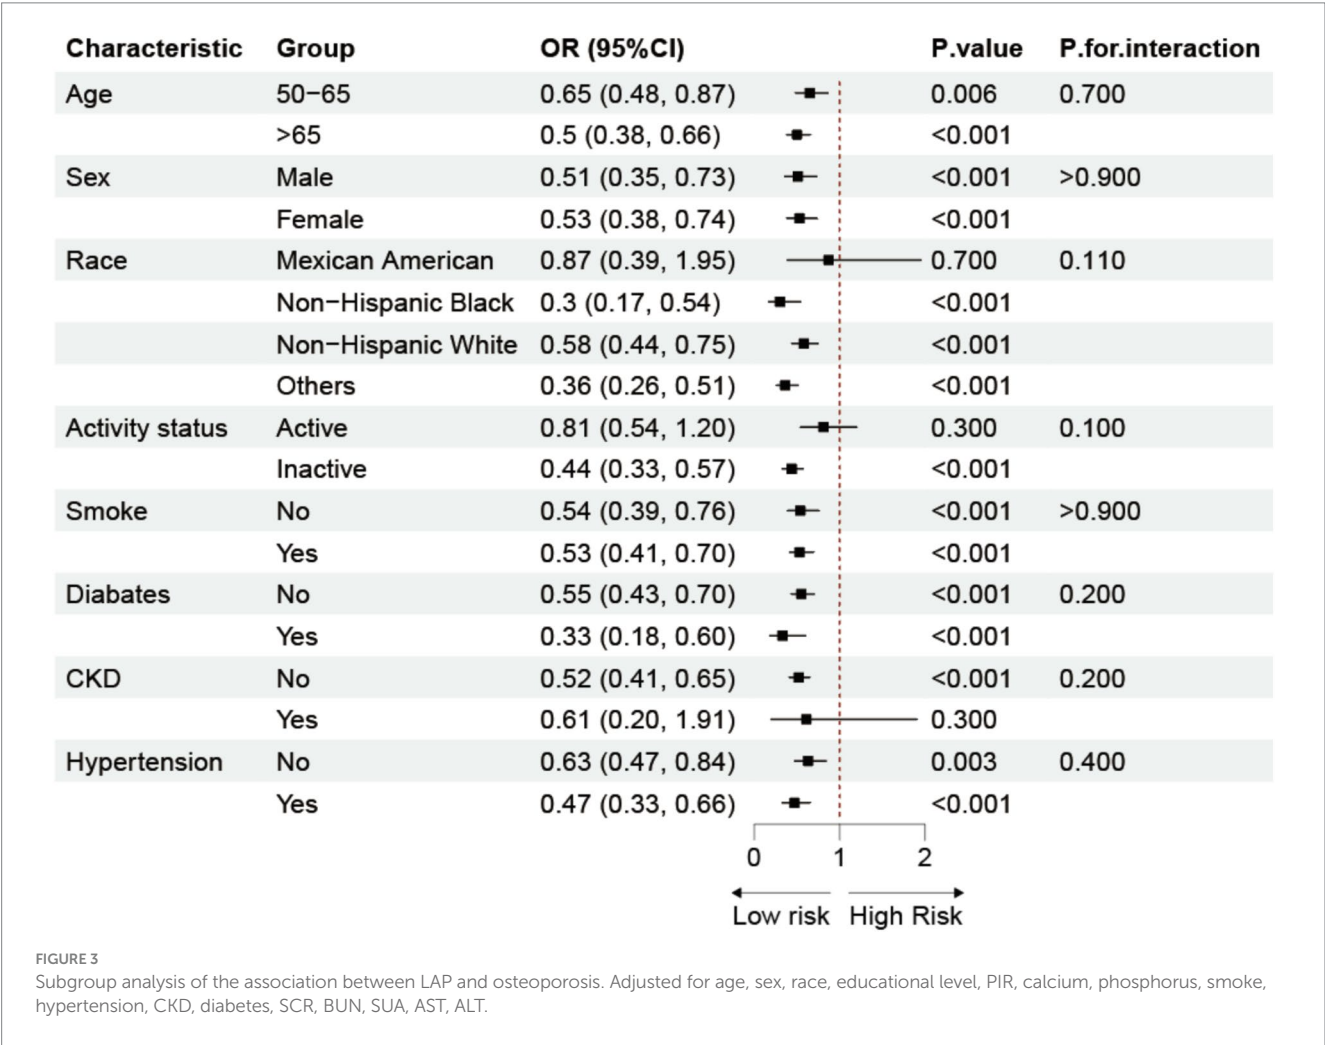 Characteristic Group OR (95%CI) P.value P.for.interaction
Age 50−65 0.65 (0.48, 0.87) 0.006 0.700
>65 0.5 (0.38, 0.66) <0.001
Sex Male 0.51 (0.35, 0.73) <0.001 >0.900
Female 0.53 (0.38, 0.74) <0.001
Race Mexican American 0.87 (0.39, 1.95) 0.700 0.110
Non−Hispanic Black 0.3 (0.17, 0.54) <0.001
Non−Hispanic White 0.58 (0.44, 0.75) <0.001
Others 0.36 (0.26, 0.51) <0.001
Activity status Active 0.81 (0.54, 1.20) 0.300 0.100
Inactive 0.44 (0.33, 0.57) <0.001
Smoke No 0.54 (0.39, 0.76) <0.001 >0.900
Yes 0.53 (0.41, 0.70) <0.001
Diabates No 0.55 (0.43, 0.70) <0.001 0.200
Yes 0.33 (0.18, 0.60) <0.001
CKD No 0.52 (0.41, 0.65) <0.001 0.200
Yes 0.61 (0.20, 1.91) 0.300
Hypertension No 0.63 (0.47, 0.84) 0.003 0.400
Yes 0.47 (0.33, 0.66) <0.001
0 1 2
Low risk High Risk
FIGURE 3
Subgroup analysis of the association between LAP and osteoporosis. Adjusted for age, sex, race, educational level, PIR, calcium, phosphorus, smoke,
hypertension, CKD, diabetes, SCR, BUN, SUA, AST, ALT.